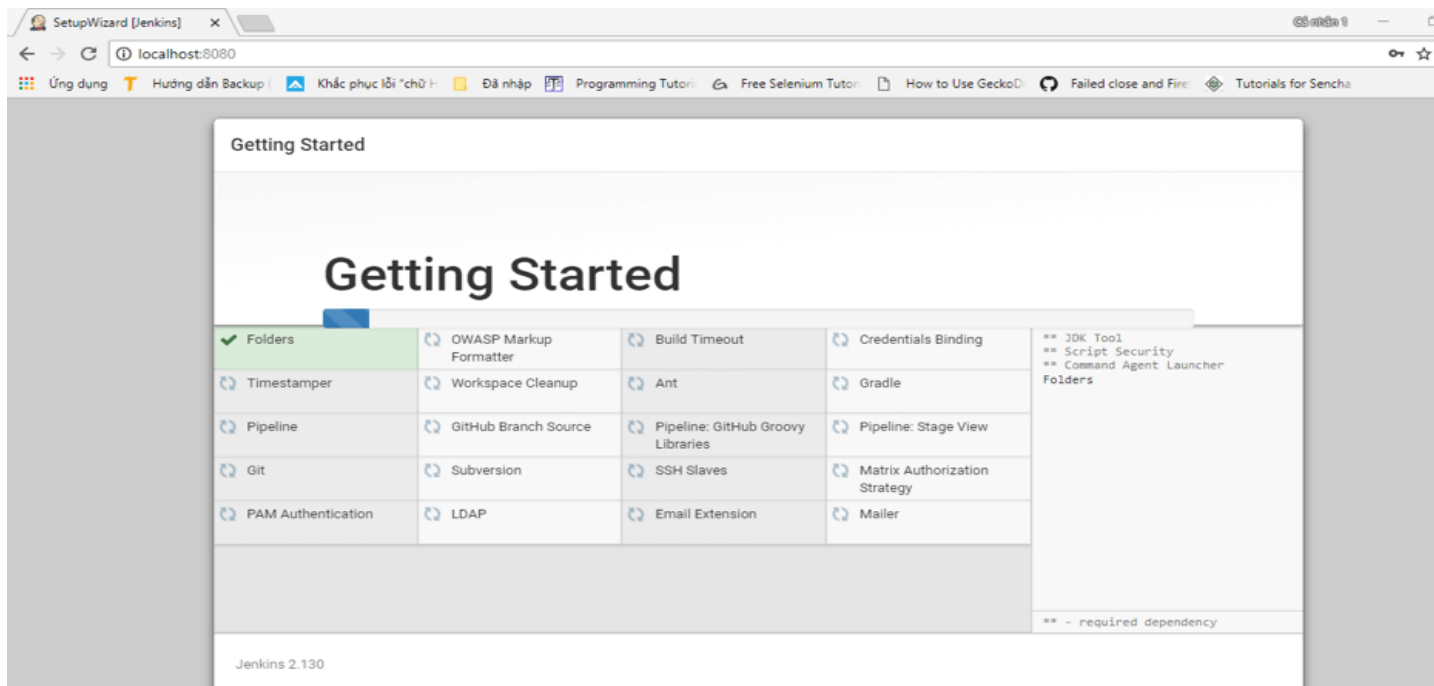 SetupWizard [Jenkins]
Cá nhân 1
localhost:8080
Ứng dụng
Hướng dẫn Backup
Khắc phục lỗi "chữ H
Đã nhập
Programming Tutori
Free Selenium Tutor
How to Use GeckoD
Failed close and Fire
Tutorials for Sencha
Getting Started
Getting Started
Folders
OWASP Markup
Formatter
Build Timeout
Credentials Binding
Timestamper
Workspace Cleanup
Ant
Gradle
Pipeline
GitHub Branch Source
Pipeline: GitHub Groovy
Libraries
Pipeline: Stage View
Git
Subversion
SSH Slaves
Matrix Authorization
Strategy
PAM Authentication
LDAP
Email Extension
Mailer
** JDK Tool
** Script Security
** Command Agent Launcher
Folders
** - required dependency
Jenkins 2.130